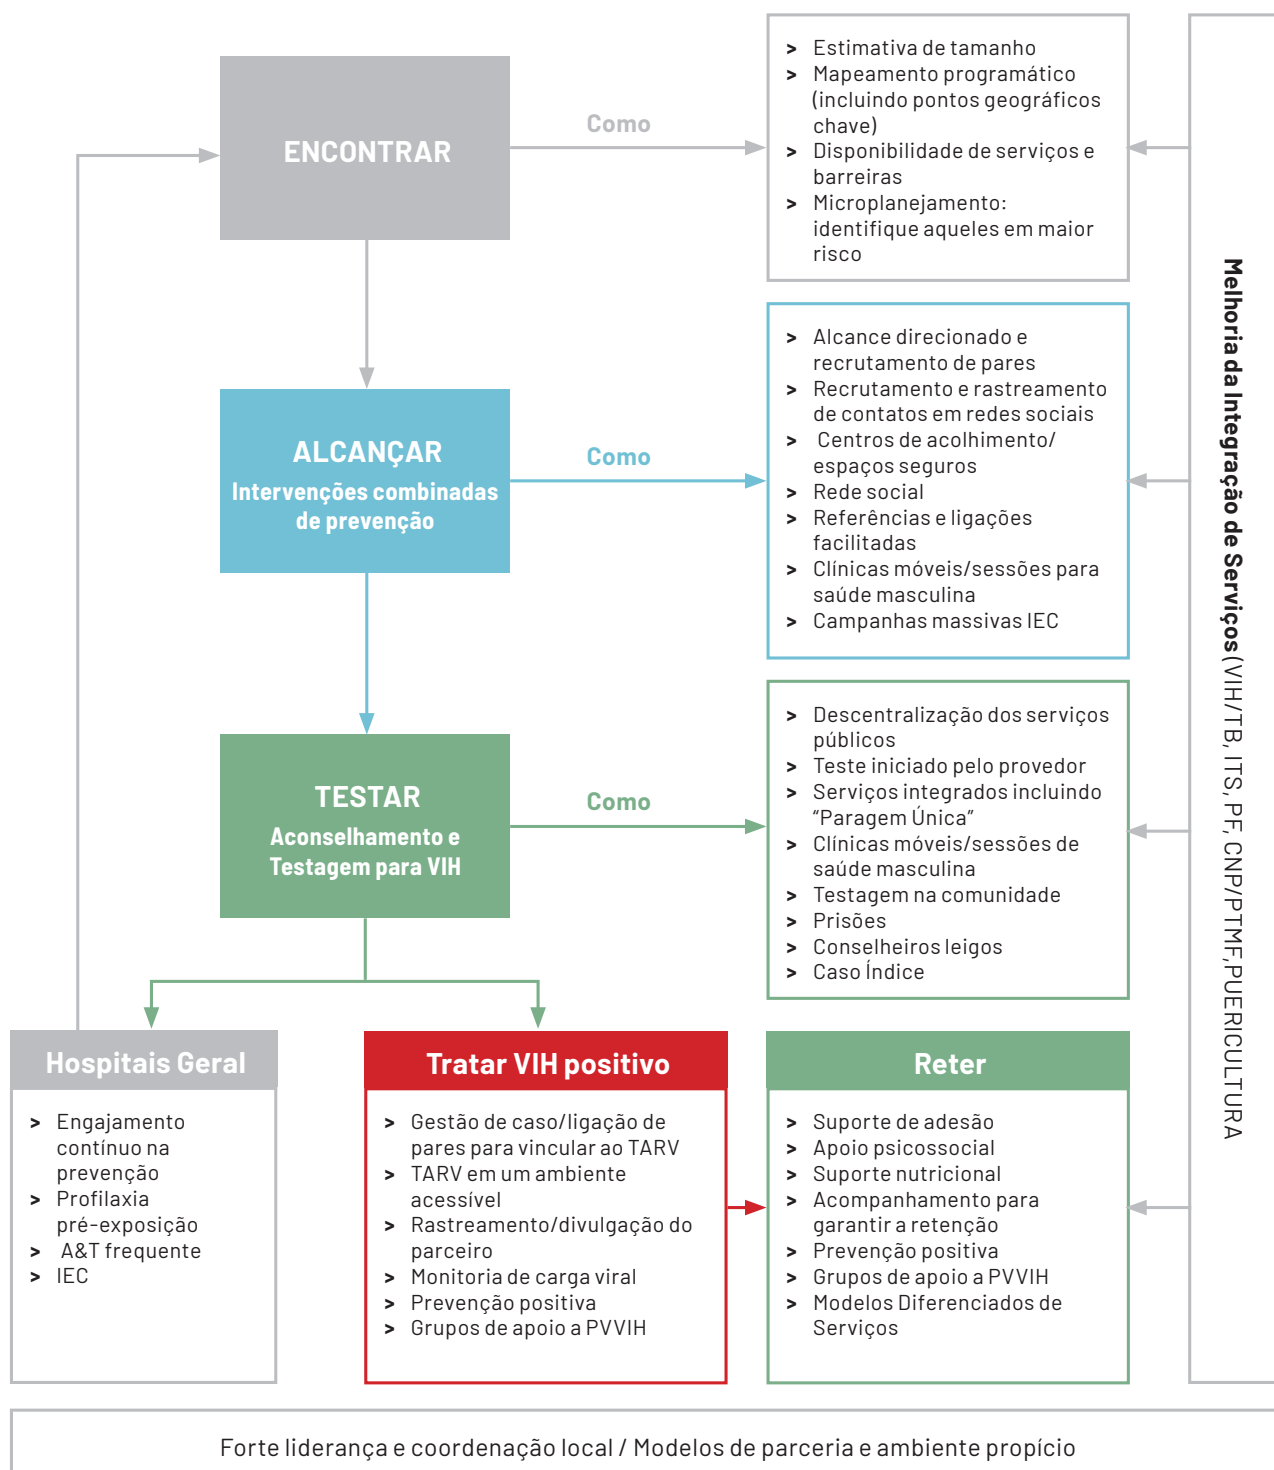 ENCONTRAR
Como
> Estimativa de tamanho
> Mapeamento programático
(incluindo pontos geográficos
chave)
> Disponibilidade de serviços e
barreiras
> Microplanejamento:
identifique aqueles em maior
risco
ALCANÇAR
Intervenções combinadas
de prevenção
Como
> Alcance direcionado e
recrutamento de pares
> Recrutamento e rastreamento
de contatos em redes sociais
> Centros de acolhimento/
espaços seguros
> Rede social
> Referências e ligações
facilitadas
> Clínicas móveis/sessões para
saúde masculina
> Campanhas massivas IEC
TESTAR
Aconselhamento e
Testagem para VIH
Como
> Descentralização dos serviços
públicos
> Teste iniciado pelo provedor
> Serviços integrados incluindo
“Paragem Única”
> Clínicas móveis/sessões de
saúde masculina
> Testagem na comunidade
> Prisões
> Conselheiros leigos
> Caso Índice
Hospitais Geral
> Engajamento
contínuo na
prevenção
> Profilaxia
pré-exposição
> A&T frequente
> IEC
Tratar VIH positivo
> Gestão de caso/ligação de
pares para vincular ao TARV
> TARV em um ambiente
acessível
> Rastreamento/divulgação do
parceiro
> Monitoria de carga viral
> Prevenção positiva
> Grupos de apoio a PVVIH
Reter
> Suporte de adesão
> Apoio psicossocial
> Suporte nutricional
> Acompanhamento para
garantir a retenção
> Prevenção positiva
> Grupos de apoio a PVVIH
> Modelos Diferenciados de
Serviços
Melhoria da Integração de Serviços (VIH/TB, ITS, PF, CNP/PTMF,PUERICULTURA
Forte liderança e coordenação local / Modelos de parceria e ambiente propício